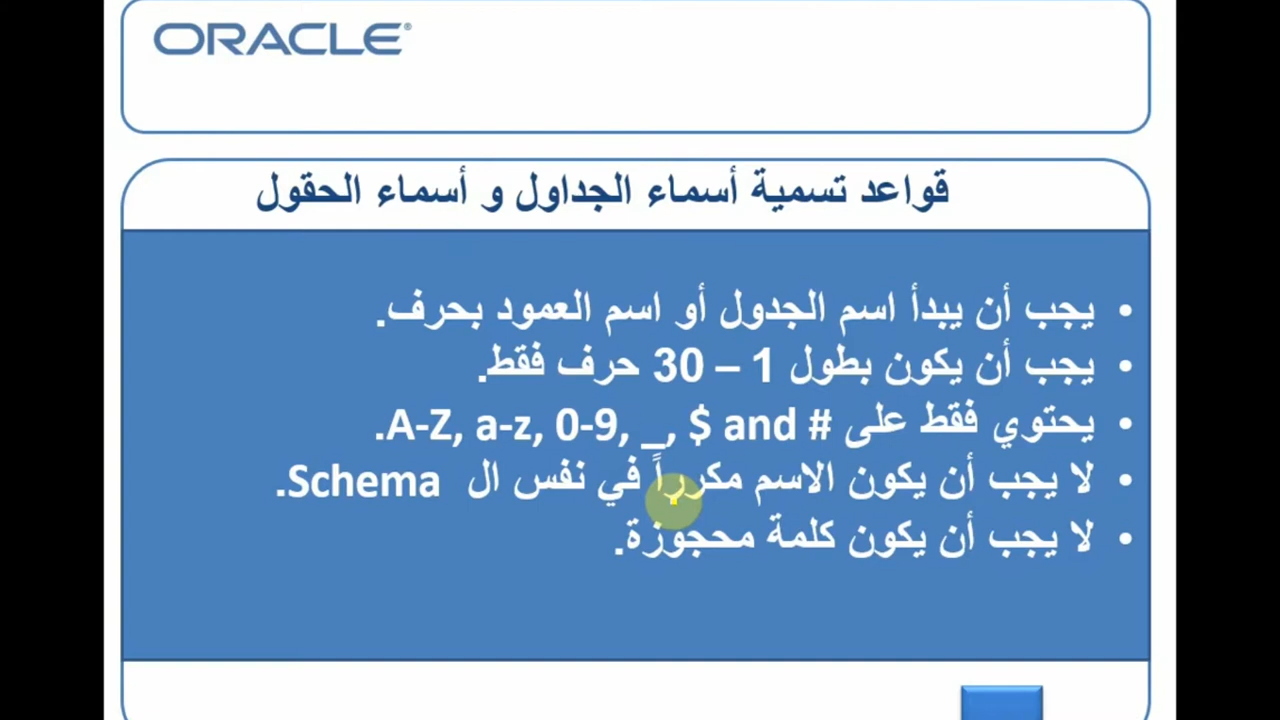 ORACLE®
قواعد تسمية أسماء الجداول و أسماء الحقول
• يجب أن يبدأ اسم الجدول أو اسم العمود بحرف.
• يجب أن يكون بطول 1 – 30 حرف فقط.
• يحتوي فقط على A-Z, a-z, 0-9, _, $ and #.
• لا يجب أن يكون الاسم مكرراً في نفس ال Schema.
• لا يجب أن يكون كلمة محجوزة.